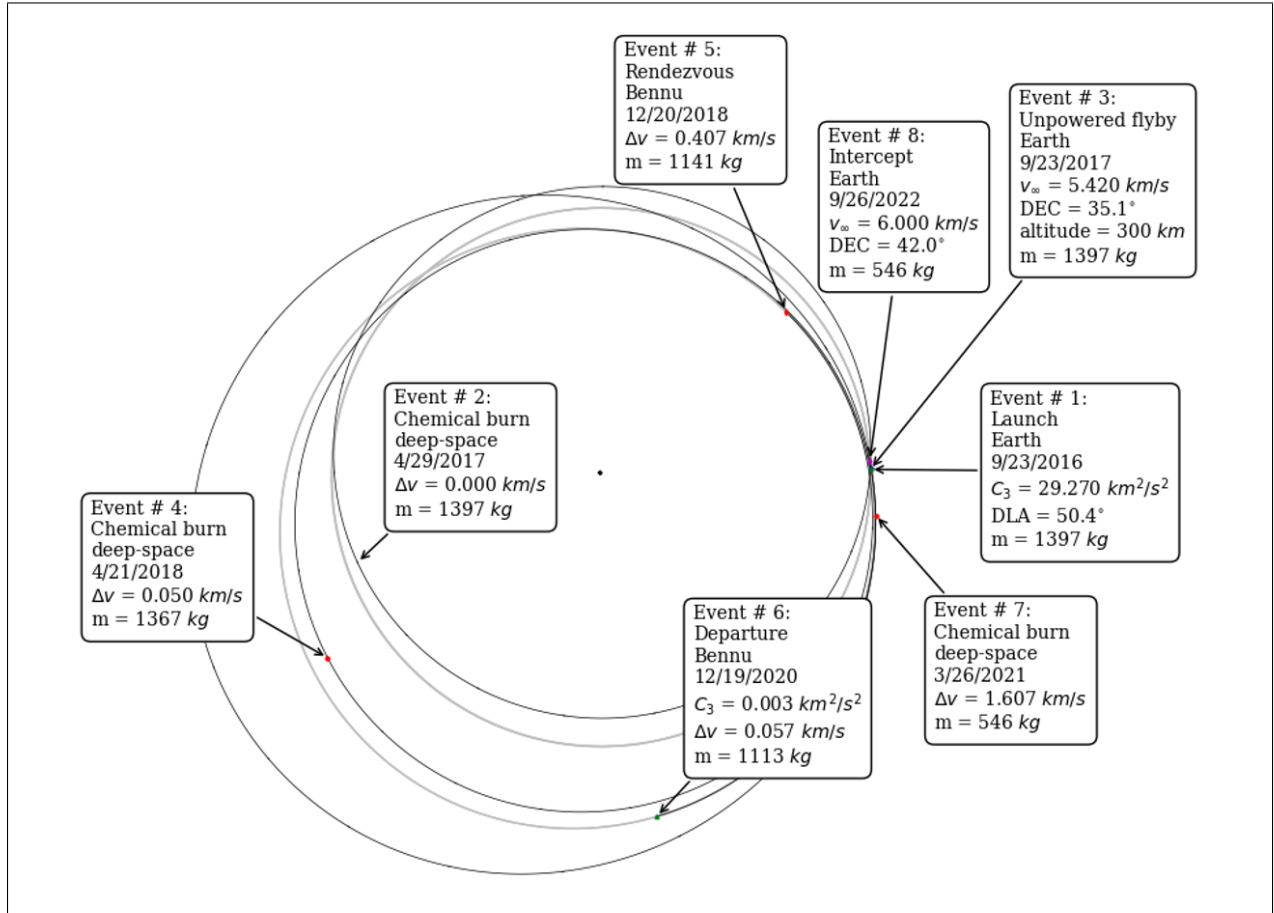 Event # 5:
Rendezvous
Bennu
12/20/2018
Δv = 0.407 km/s
m = 1141 kg
Event # 3:
Unpowered flyby
Earth
9/23/2017
v∞ = 5.420 km/s
DEC = 35.1°
altitude = 300 km
m = 1397 kg
Event # 8:
Intercept
Earth
9/26/2022
v∞ = 6.000 km/s
DEC = 42.0°
m = 546 kg
Event # 2:
Chemical burn
deep-space
4/29/2017
Δv = 0.000 km/s
m = 1397 kg
Event # 1:
Launch
Earth
9/23/2016
C₃ = 29.270 km²/s²
DLA = 50.4°
m = 1397 kg
Event # 4:
Chemical burn
deep-space
4/21/2018
Δv = 0.050 km/s
m = 1367 kg
Event # 6:
Departure
Bennu
12/19/2020
C₃ = 0.003 km²/s²
Δv = 0.057 km/s
m = 1113 kg
Event # 7:
Chemical burn
deep-space
3/26/2021
Δv = 1.607 km/s
m = 546 kg